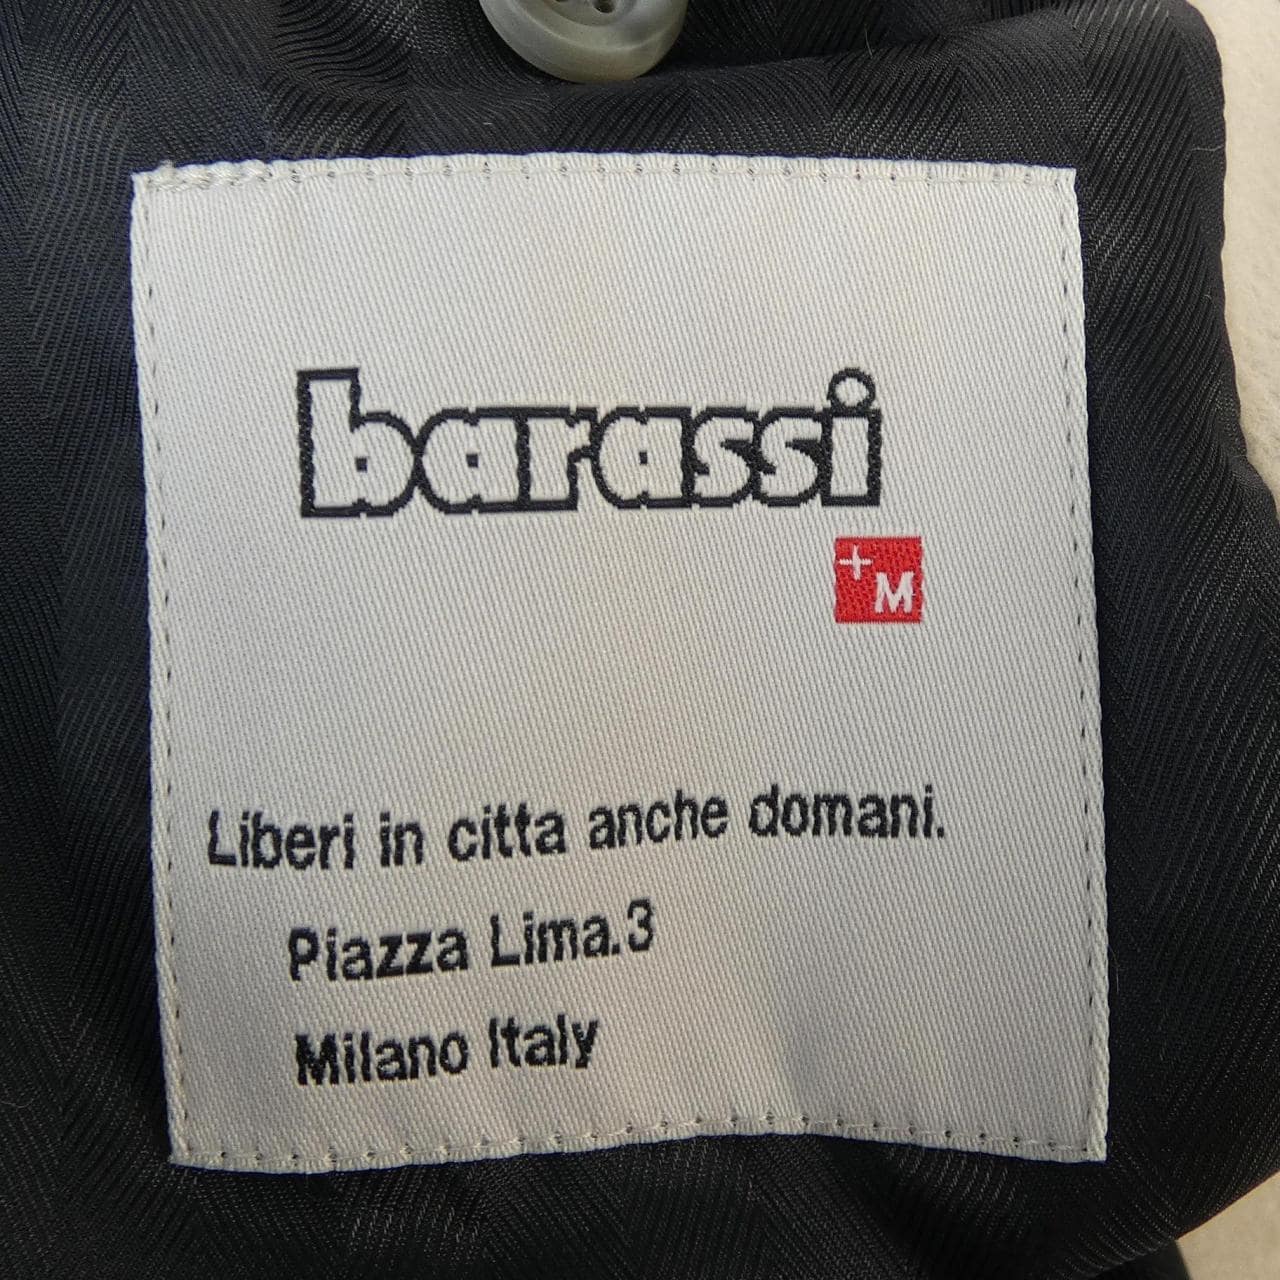 barassi
+M
Liberi in citta anche domani.
Piazza Lima.3
Milano Italy